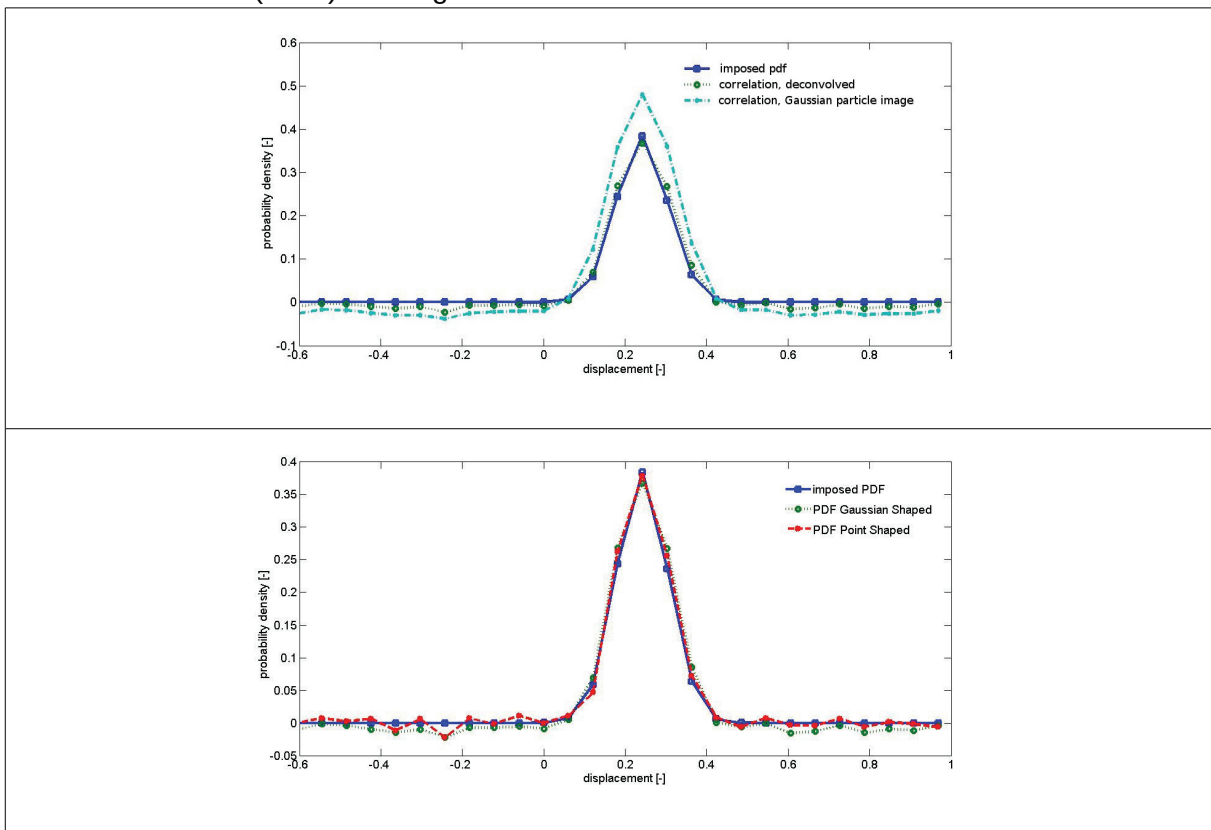 0.6
0.5
0.4
0.3
0.2
0.1
0
-0.1
probability density [-]
imposed pdf
correlation, deconvolved
correlation, Gaussian particle image
-0.6 -0.4 -0.2 0 0.2 0.4 0.6 0.8 1
displacement [-]
0.4
0.35
0.3
0.25
0.2
0.15
0.1
0.05
0
-0.05
probability density [-]
imposed PDF
PDF Gaussian Shaped
PDF Point Shaped
-0.6 -0.4 -0.2 0 0.2 0.4 0.6 0.8 1
displacement [-]